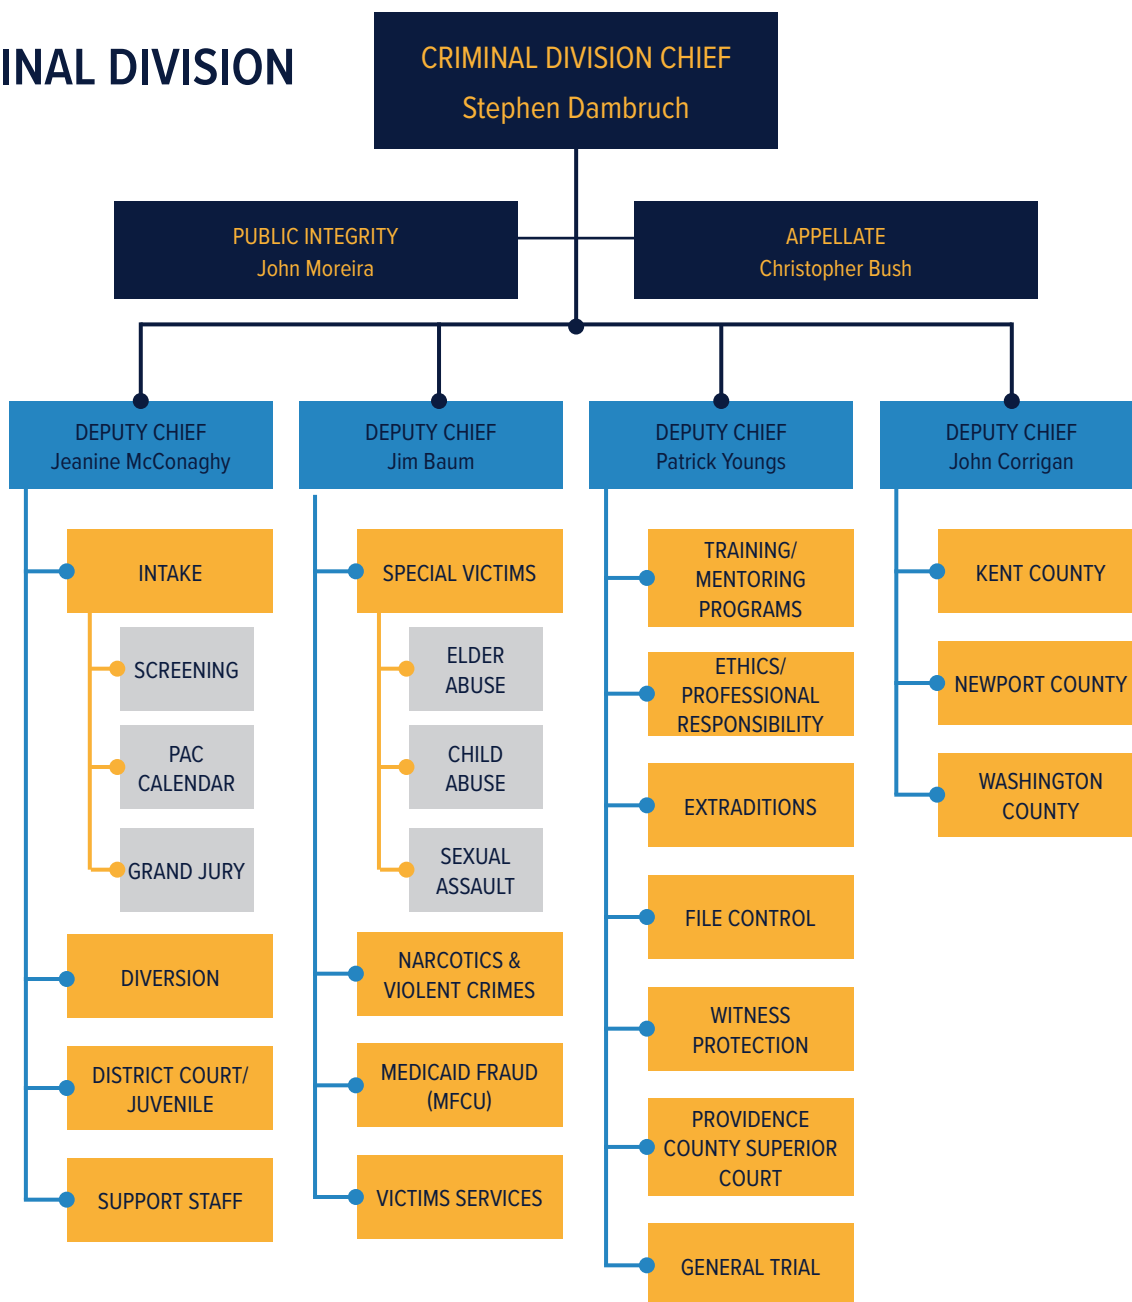 INAL DIVISION
CRIMINAL DIVISION CHIEF
Stephen Dambruch
PUBLIC INTEGRITY
John Moreira
APPELLATE
Christopher Bush
DEPUTY CHIEF
Jeanine McConaghy
INTAKE
SCREENING
PAC
CALENDAR
GRAND JURY
DIVERSION
DISTRICT COURT/
JUVENILE
SUPPORT STAFF
DEPUTY CHIEF
Jim Baum
SPECIAL VICTIMS
ELDER
ABUSE
CHILD
ABUSE
SEXUAL
ASSAULT
NARCOTICS &
VIOLENT CRIMES
MEDICAID FRAUD
(MFCU)
VICTIMS SERVICES
DEPUTY CHIEF
Patrick Youngs
TRAINING/
MENTORING
PROGRAMS
ETHICS/
PROFESSIONAL
RESPONSIBILITY
EXTRADITIONS
FILE CONTROL
WITNESS
PROTECTION
PROVIDENCE
COUNTY SUPERIOR
COURT
GENERAL TRIAL
DEPUTY CHIEF
John Corrigan
KENT COUNTY
NEWPORT COUNTY
WASHINGTON
COUNTY